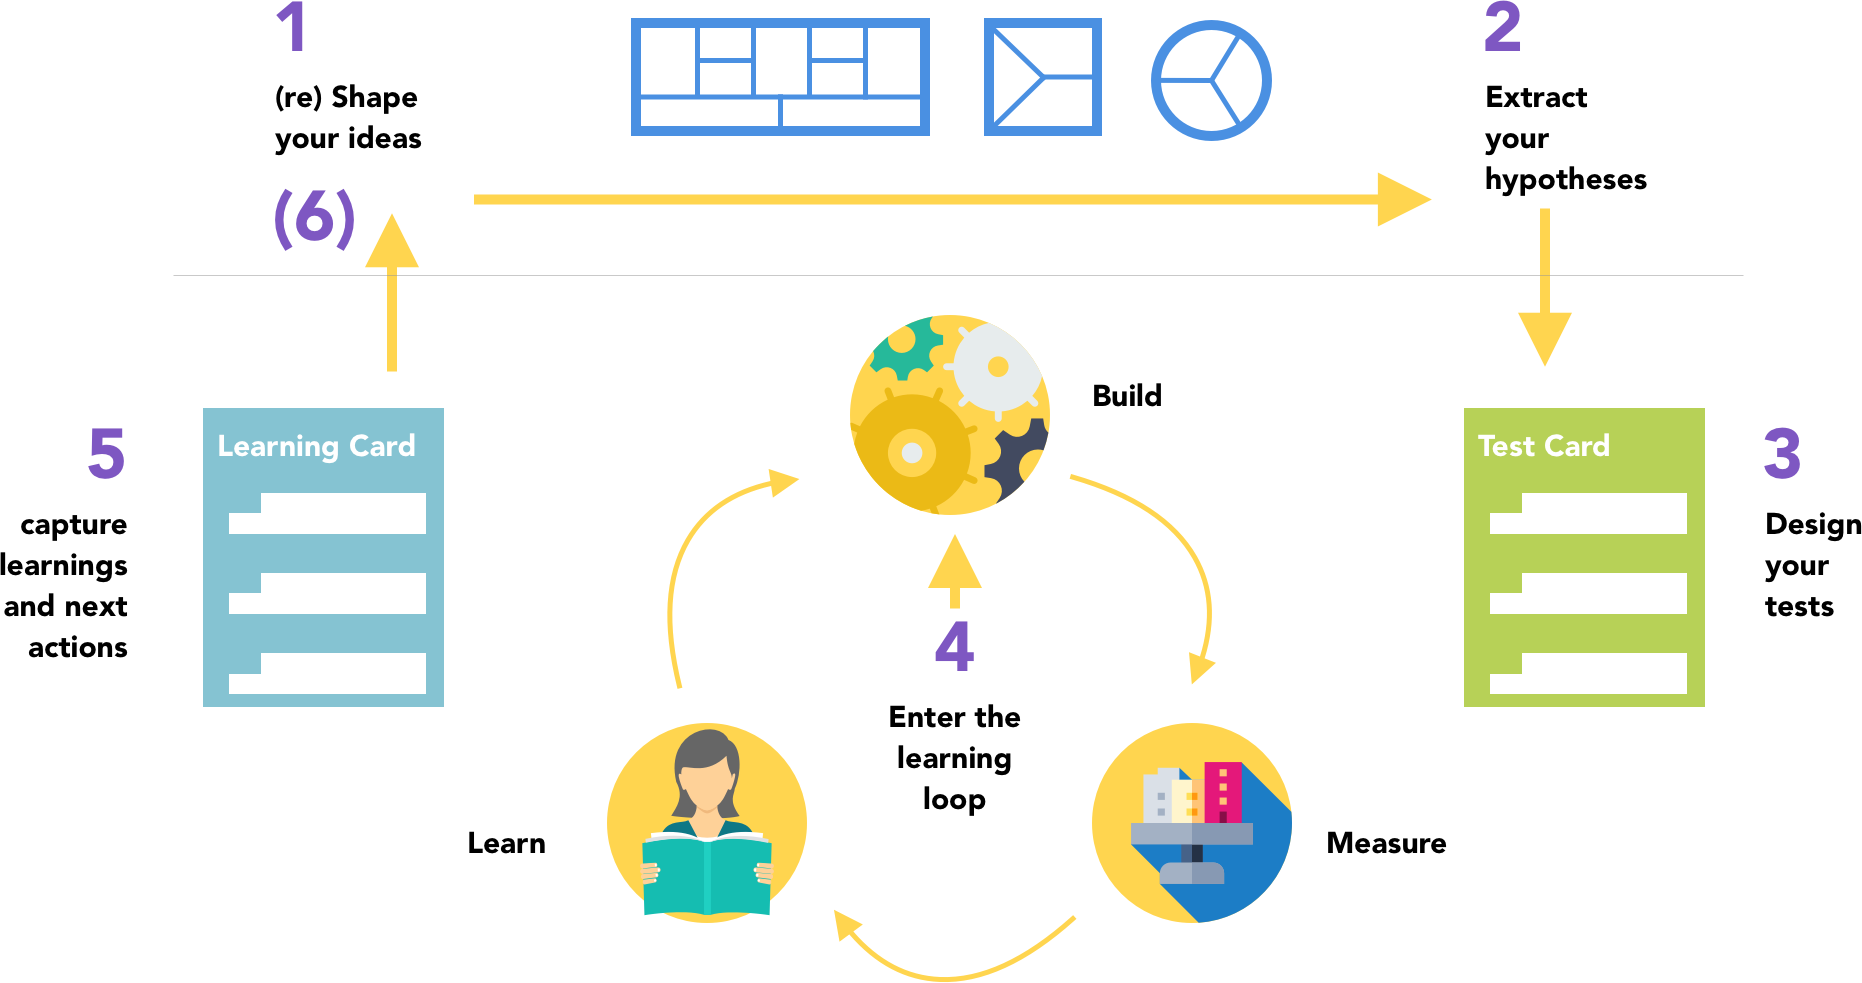 1
(re) Shape
your ideas
(6)
2
Extract
your
hypotheses
Build
5
capture
learnings
and next
actions
Learning Card
Test Card
3
Design
your
tests
4
Enter the
learning
loop
Learn
Measure